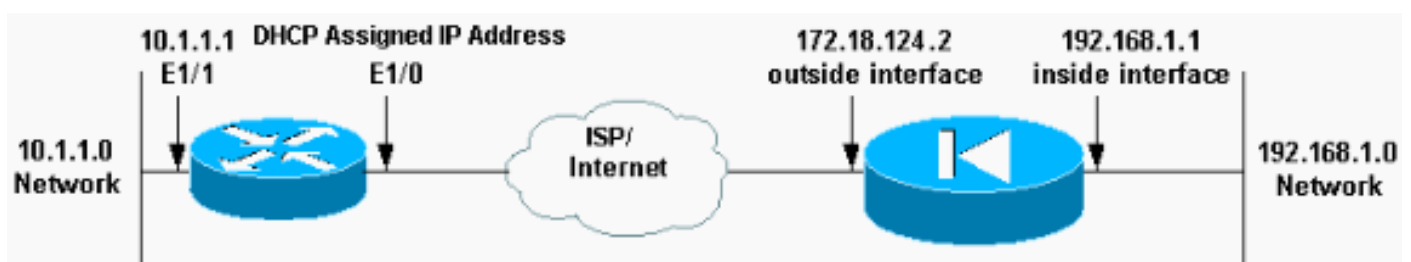 10.1.1.1
E1/1
DHCP Assigned IP Address
E1/0
172.18.124.2
outside interface
192.168.1.1
inside interface
10.1.1.0
Network
ISP/
Internet
192.168.1.0
Network